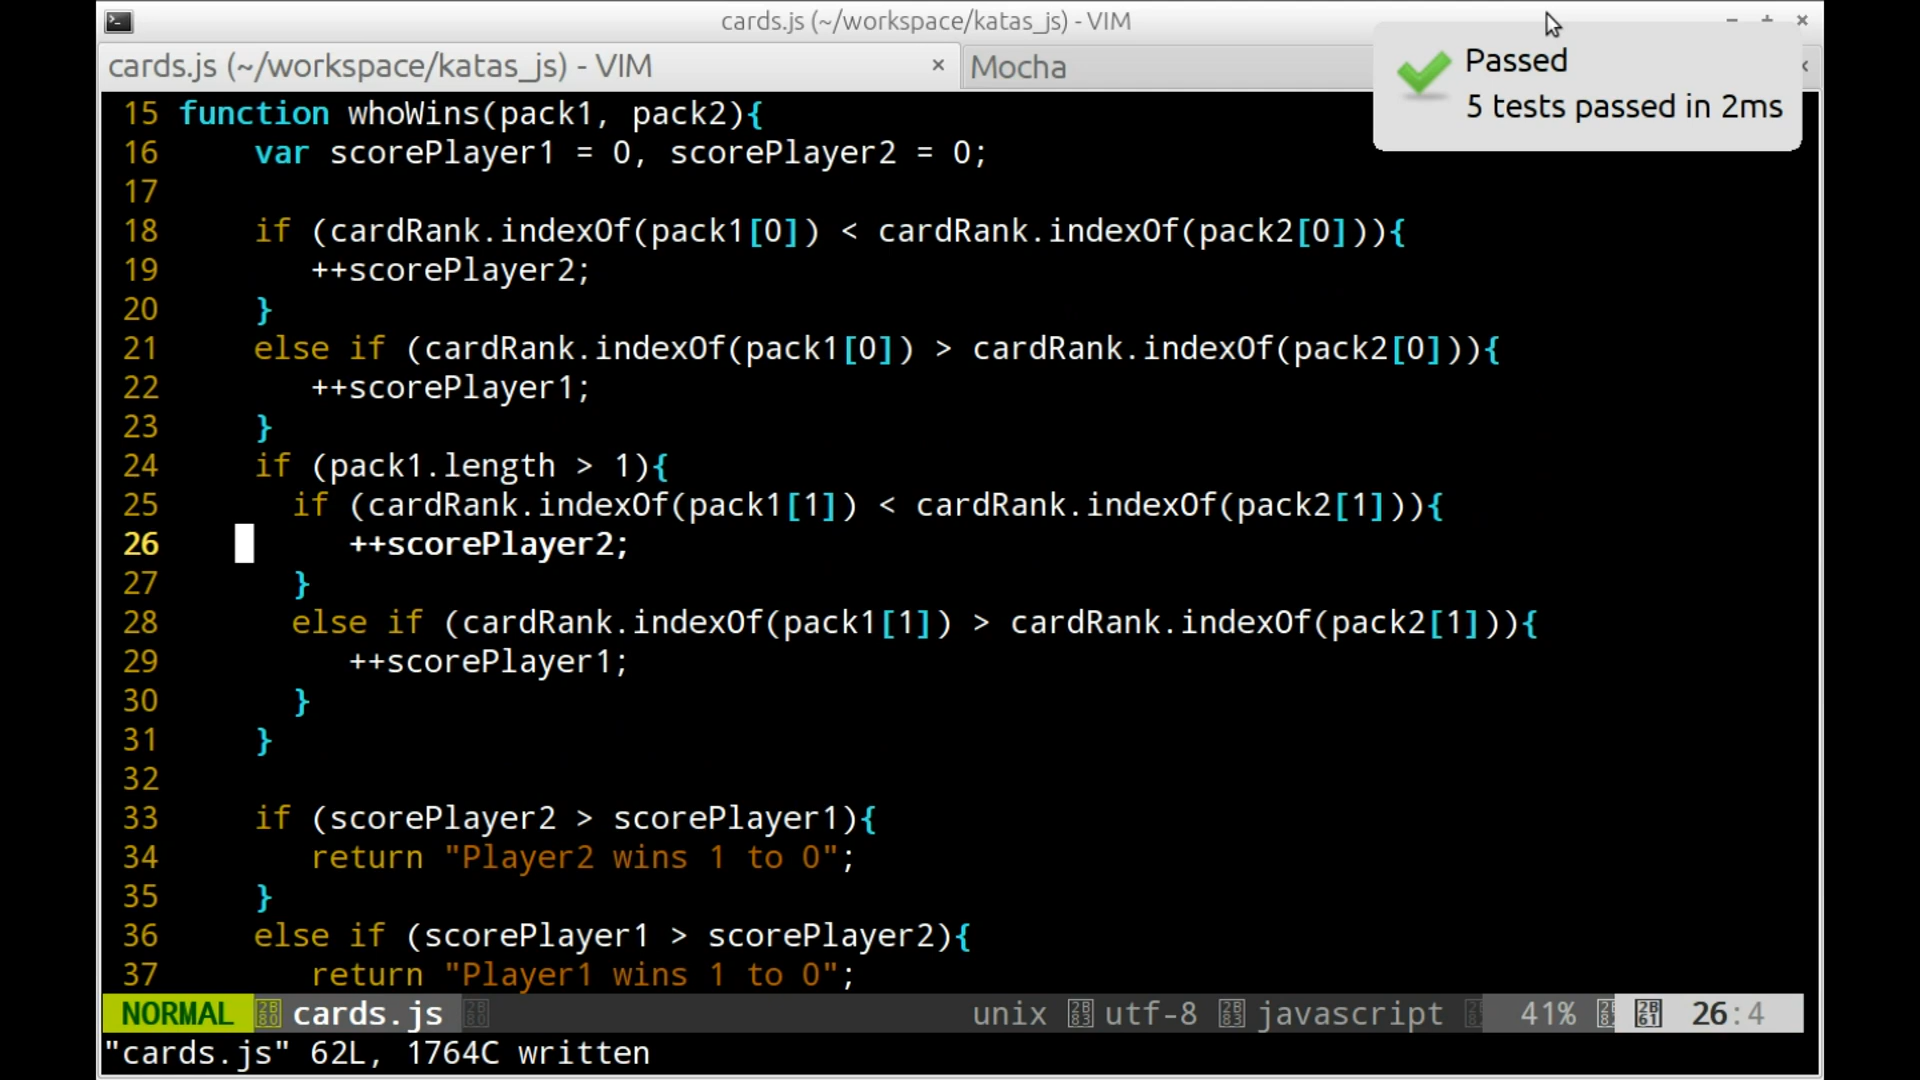 cards.js (~/workspace/katas_js) - VIM
cards.js (~/workspace/katas_js) - VIM
Mocha
Passed
5 tests passed in 2ms
15 function whoWins(pack1, pack2){
16     var scorePlayer1 = 0, scorePlayer2 = 0;
17
18     if (cardRank.indexOf(pack1[0]) < cardRank.indexOf(pack2[0])){
19        ++scorePlayer2;
20     }
21     else if (cardRank.indexOf(pack1[0]) > cardRank.indexOf(pack2[0])){
22        ++scorePlayer1;
23     }
24     if (pack1.length > 1){
25       if (cardRank.indexOf(pack1[1]) < cardRank.indexOf(pack2[1])){
26          ++scorePlayer2;
27       }
28       else if (cardRank.indexOf(pack1[1]) > cardRank.indexOf(pack2[1])){
29          ++scorePlayer1;
30       }
31     }
32
33     if (scorePlayer2 > scorePlayer1){
34        return "Player2 wins 1 to 0";
35     }
36     else if (scorePlayer1 > scorePlayer2){
37        return "Player1 wins 1 to 0";
NORMAL cards.js unix utf-8 javascript 41% 26:4
"cards.js" 62L, 1764C written